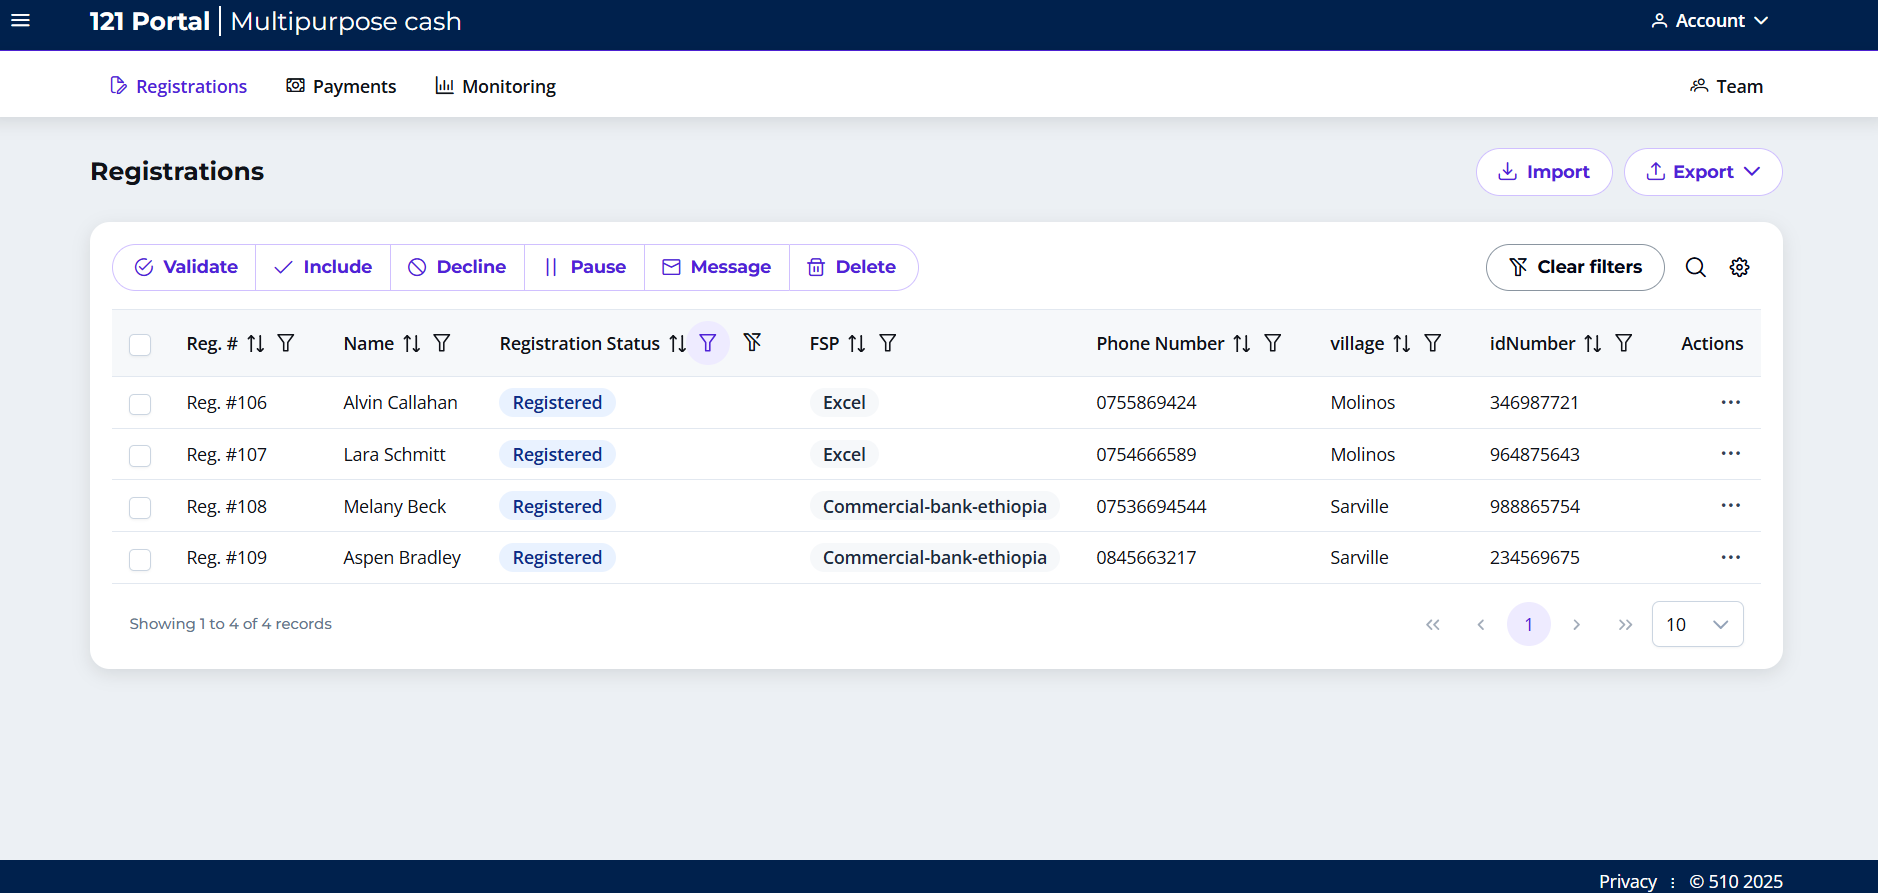 121 Portal | Multipurpose cash Account
Registrations Payments Monitoring Team
Registrations Import Export
Validate Include Decline Pause Message Delete Clear filters
Reg. # Name Registration Status FSP Phone Number village idNumber Actions
Reg. #106 Alvin Callahan Registered Excel 0755869424 Molinos 346987721 ...
Reg. #107 Lara Schmitt Registered Excel 0754666589 Molinos 964875643 ...
Reg. #108 Melany Beck Registered Commercial-bank-ethiopia 07536694544 Sarville 988865754 ...
Reg. #109 Aspen Bradley Registered Commercial-bank-ethiopia 0845663217 Sarville 234569675 ...
Showing 1 to 4 of 4 records « ‹ 1 › » 10
Privacy ⋮ © 510 2025